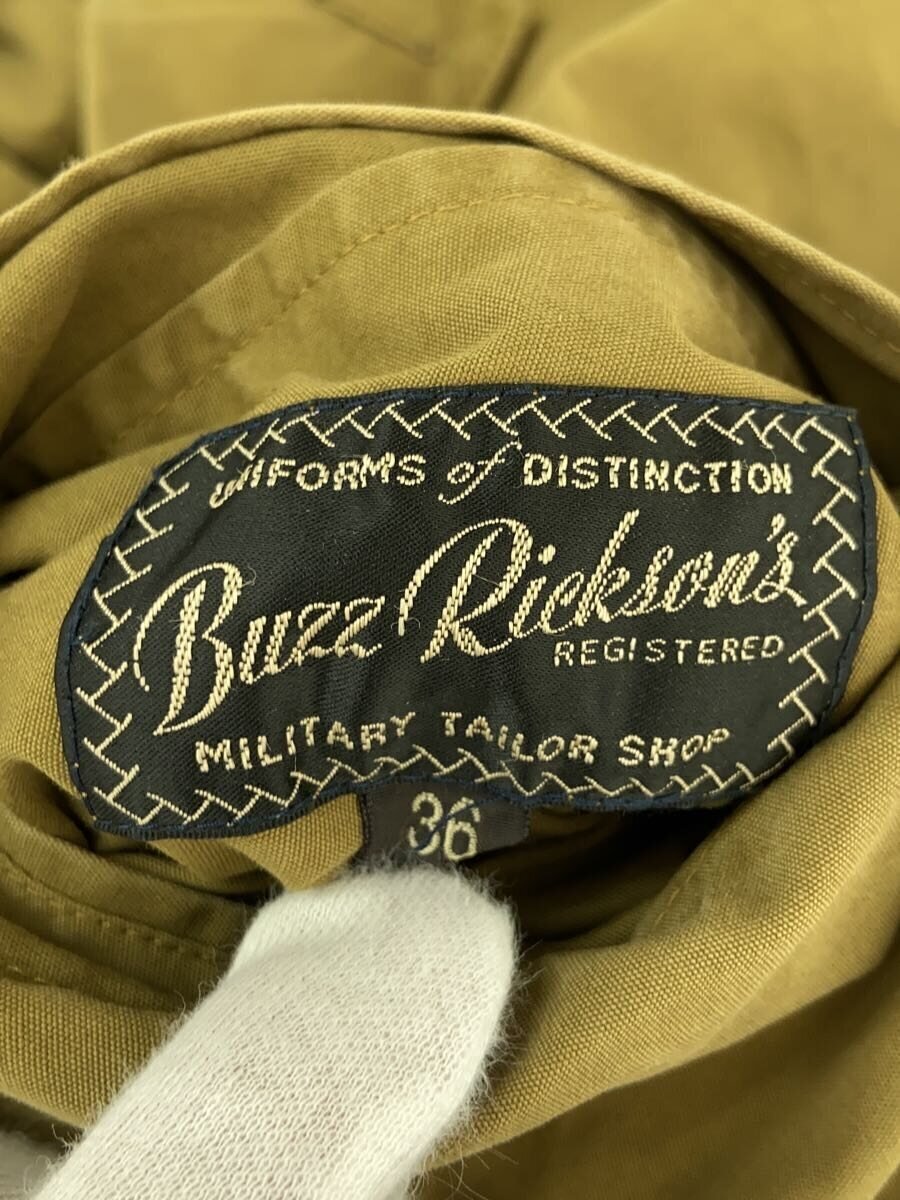 UNIFORMS of DISTINCTION
Buzz Rickson's
REGISTERED
MILITARY TAILOR SHOP
36